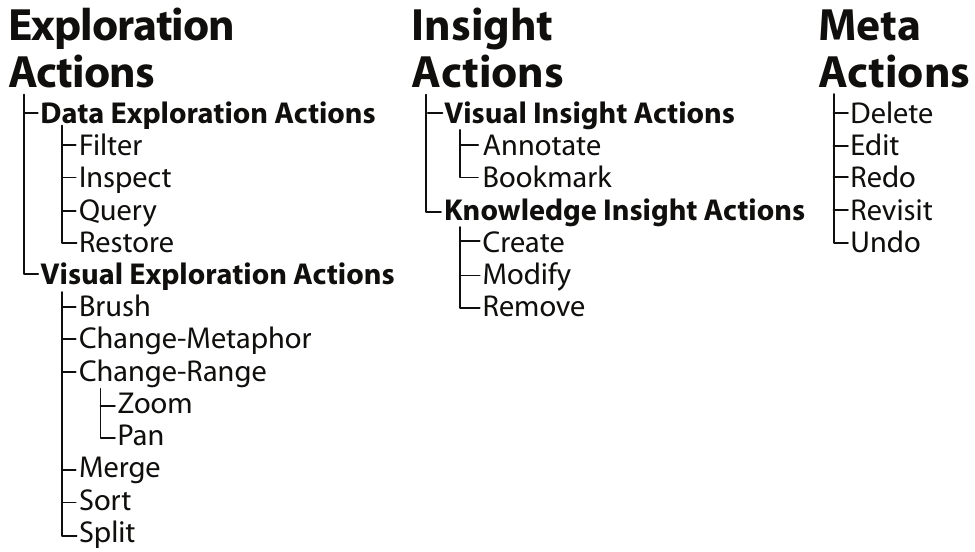 Exploration
Actions
Data Exploration Actions
Filter
Inspect
Query
Restore
Visual Exploration Actions
Brush
Change-Metaphor
Change-Range
Zoom
Pan
Merge
Sort
Split
Insight
Actions
Visual Insight Actions
Annotate
Bookmark
Knowledge Insight Actions
Create
Modify
Remove
Meta
Actions
Delete
Edit
Redo
Revisit
Undo